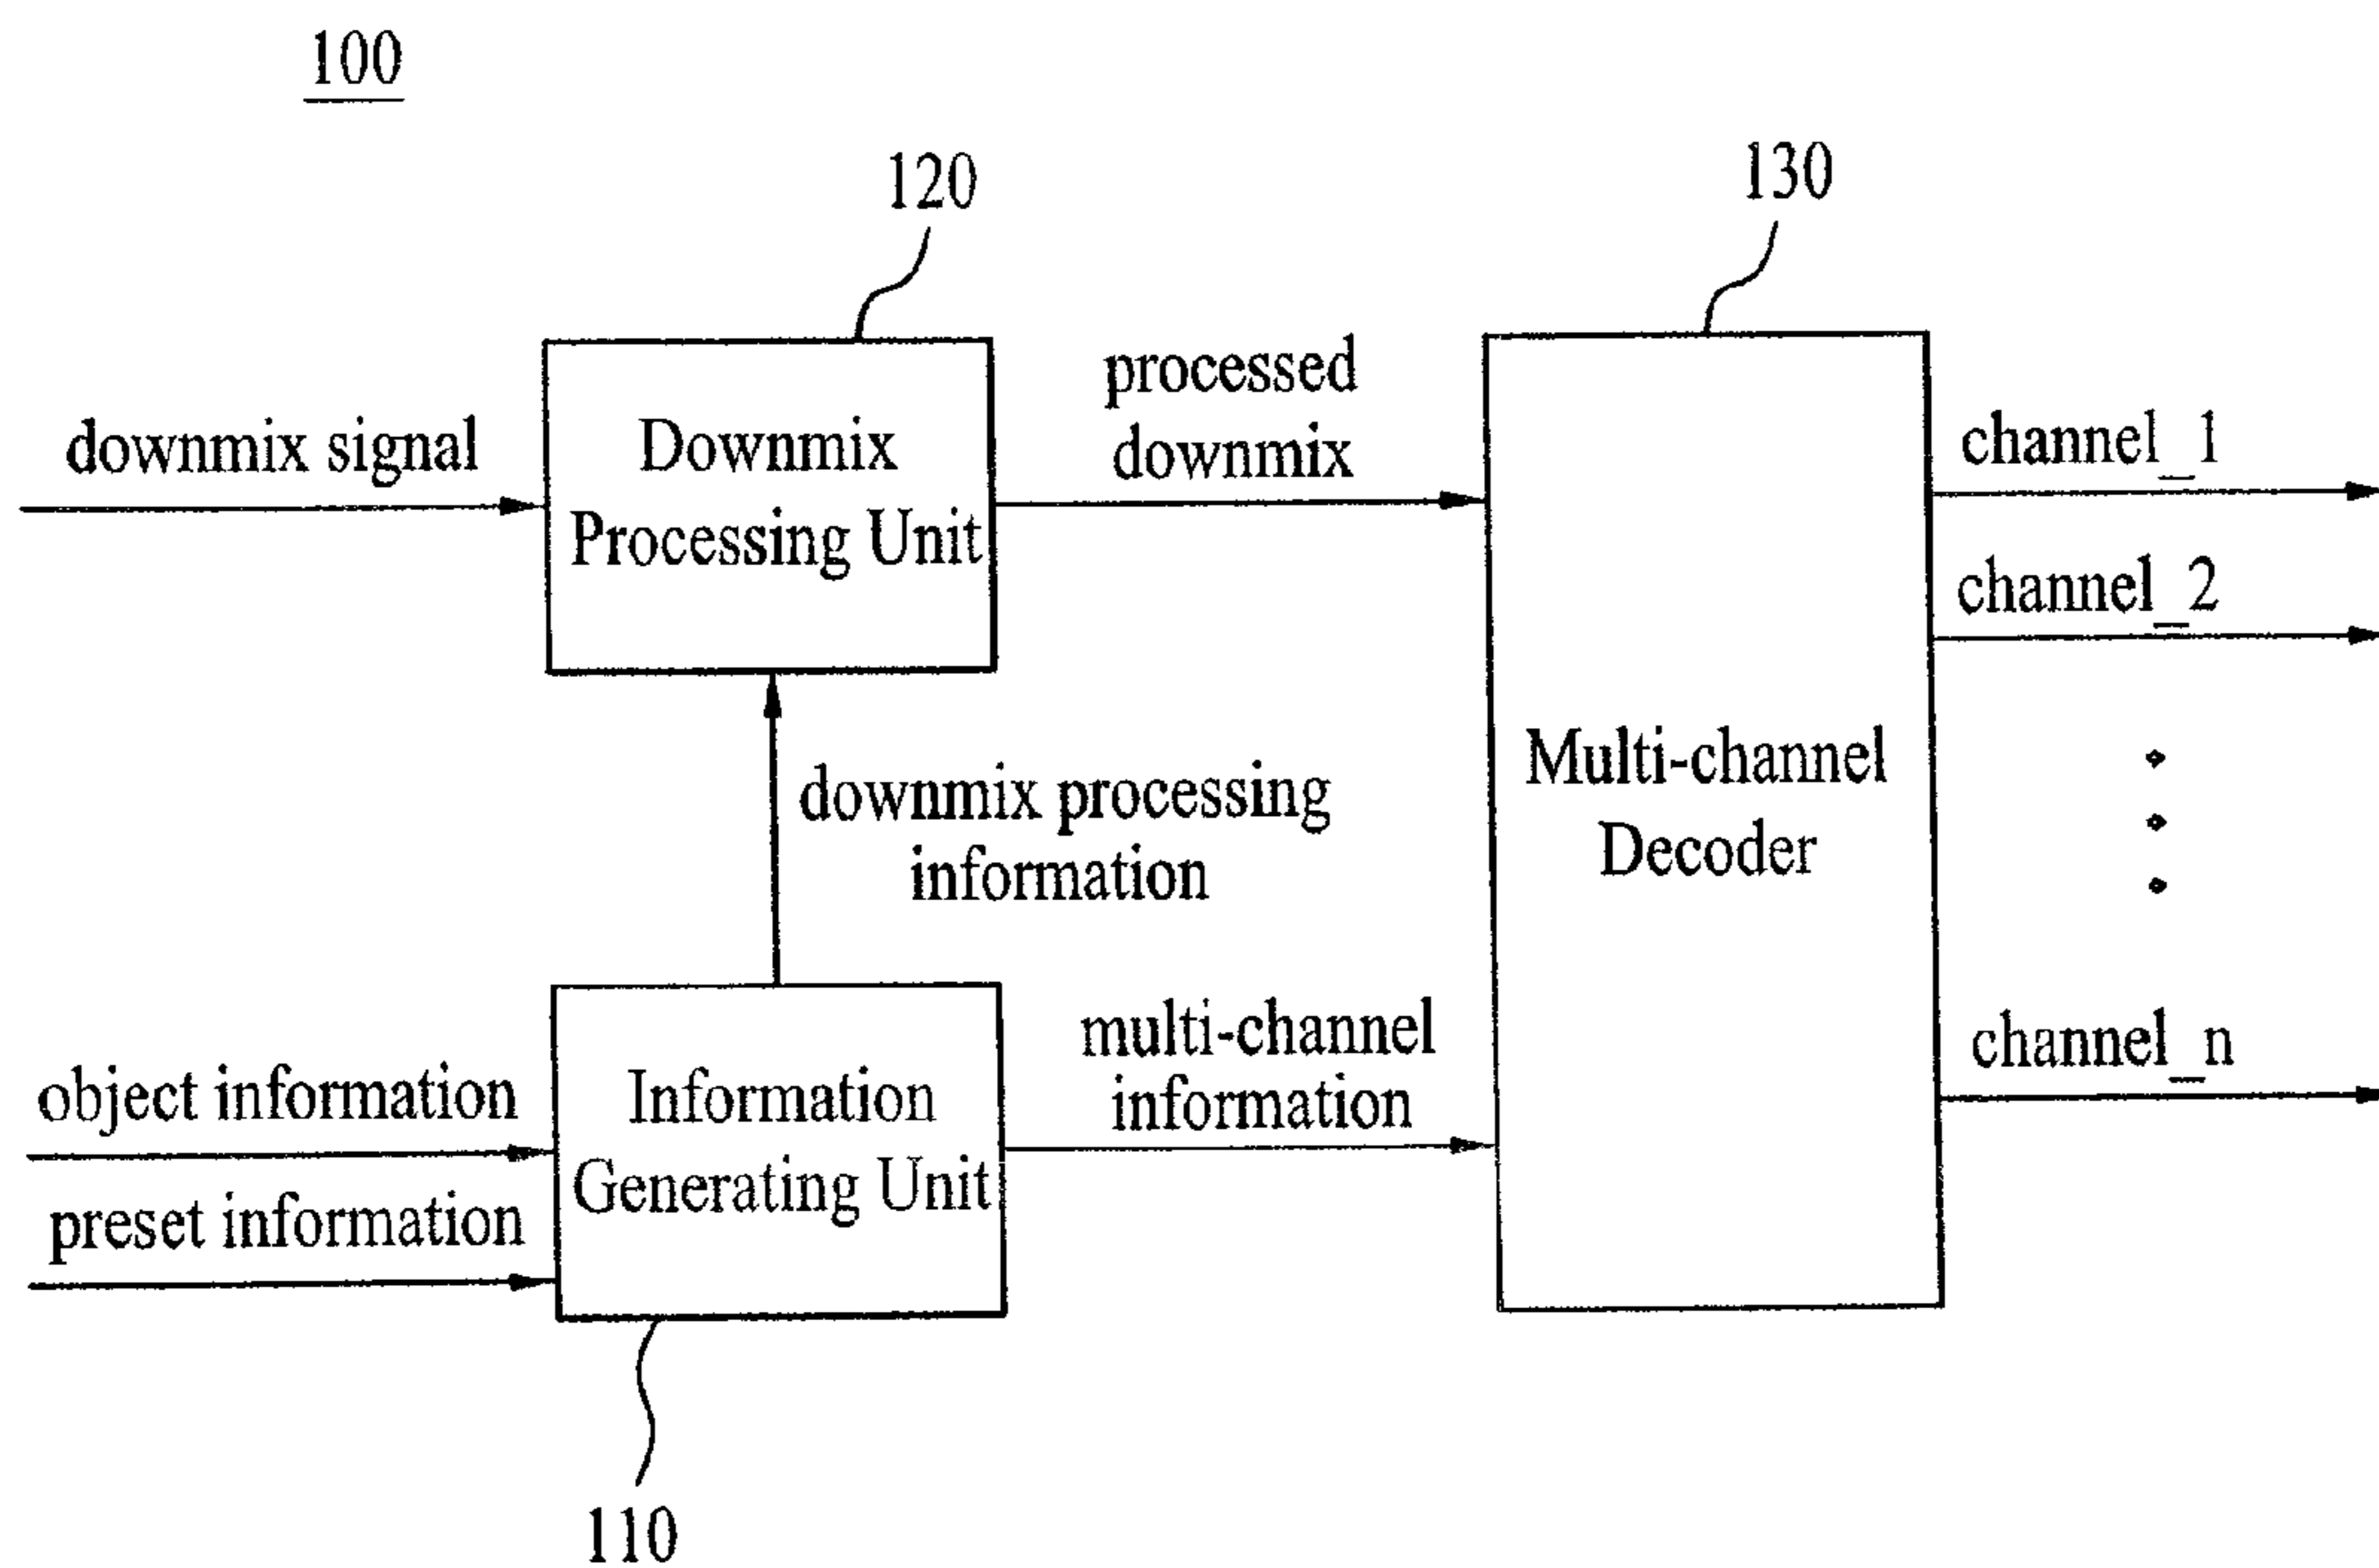 100
120
130
downmix signal
Downmix
Processing Unit
processed
downmix
channel_1
channel_2
downmix processing
information
Multi-channel
Decoder
object information
preset information
Information
Generating Unit
multi-channel
information
channel_n
110